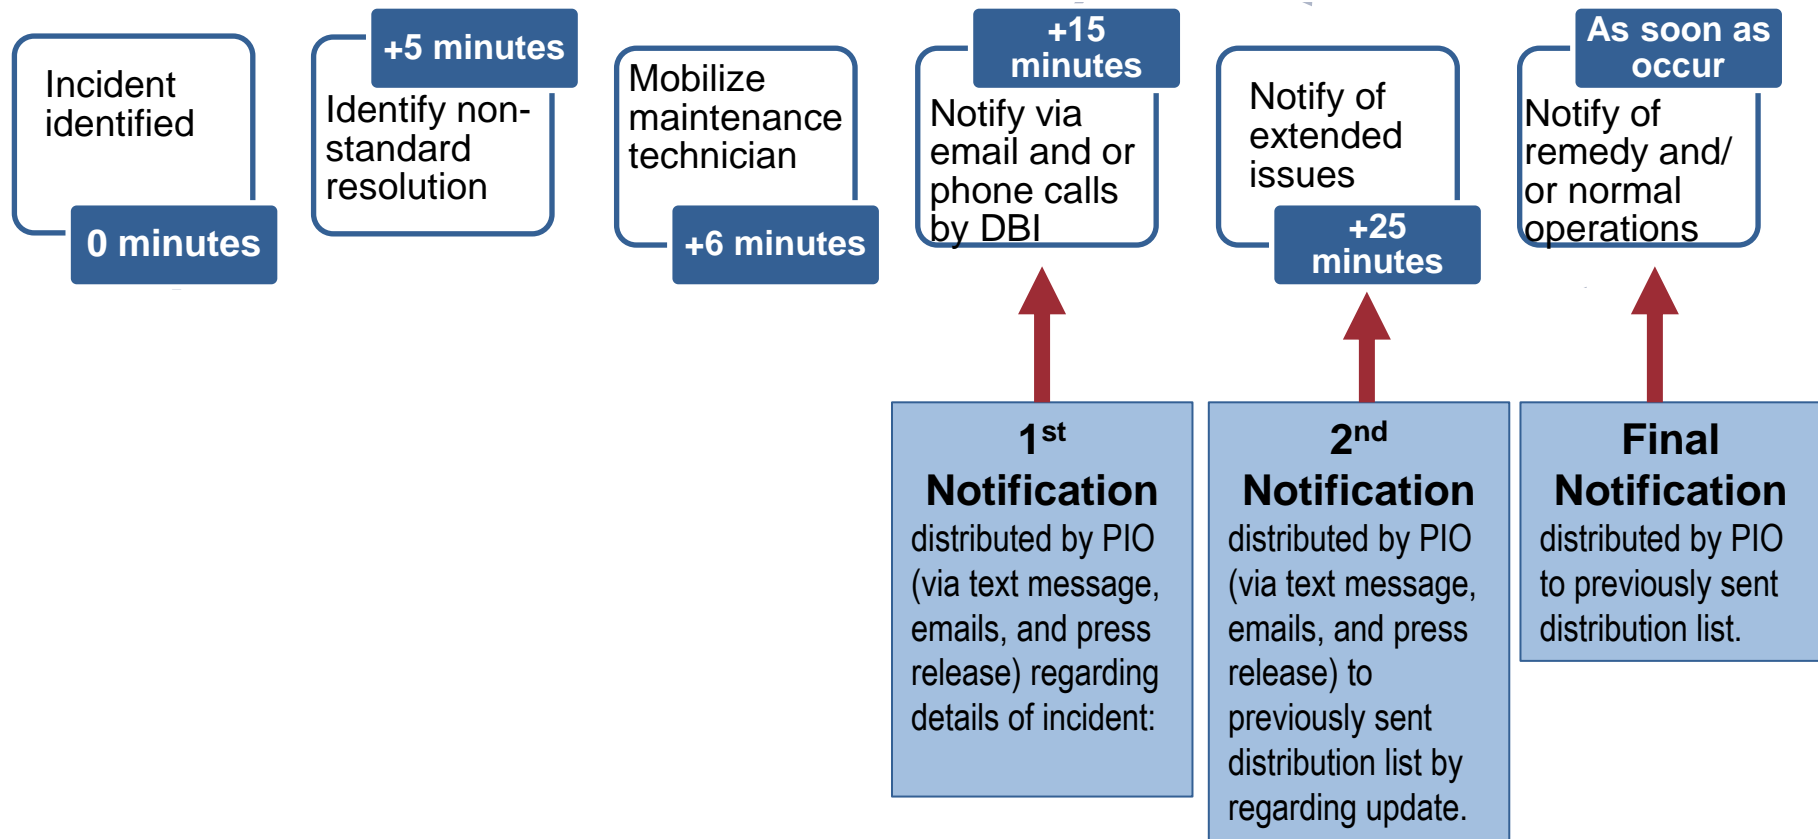 Incident
identified
0 minutes
+5 minutes
Identify non-
standard
resolution
Mobilize
maintenance
technician
+6 minutes
+15
minutes
Notify via
email and or
phone calls
by DBI
Notify of
extended
issues
+25
minutes
As soon as
occur
Notify of
remedy and/
or normal
operations
1st
Notification
distributed by PIO
(via text message,
emails, and press
release) regarding
details of incident:
2nd
Notification
distributed by PIO
(via text message,
emails, and press
release) to
previously sent
distribution list by
regarding update.
Final
Notification
distributed by PIO
to previously sent
distribution list.